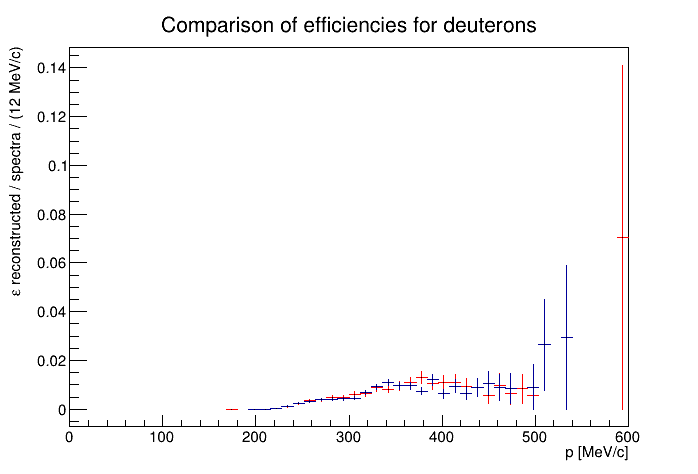 Comparison of efficiencies for deuterons
ε reconstructed / spectra / (12 MeV/c)
0.14
0.12
0.1
0.08
0.06
0.04
0.02
0
0 100 200 300 400 500 600
p [MeV/c]